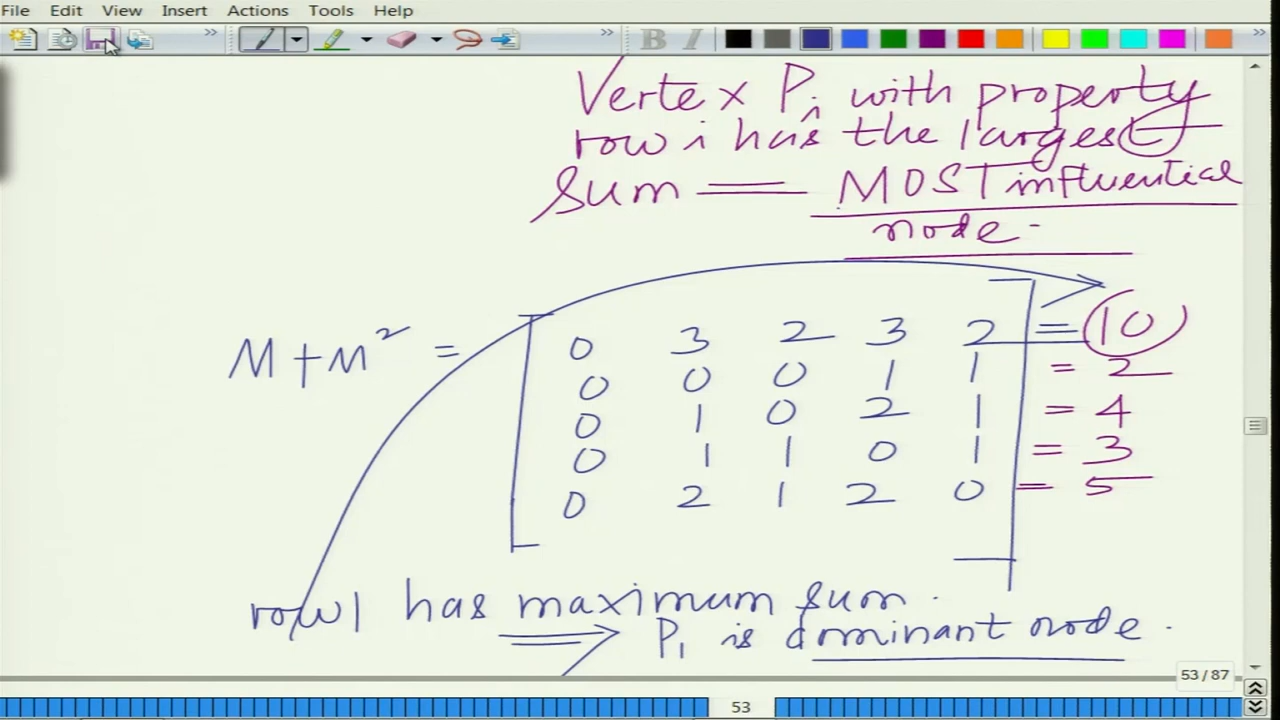 File Edit View Insert Actions Tools Help
B I
Vertex Pi with property
row i has the largest
Sum = MOST influential
node.
M+M² = [ 0 3 2 3 2 ] = 10
0 0 0 1 1 = 2
0 1 0 2 1 = 4
0 1 1 0 1 = 3
0 2 1 2 0 = 5
row 1 has maximum sum.
⟹ P1 is dominant node.
53 / 87
53